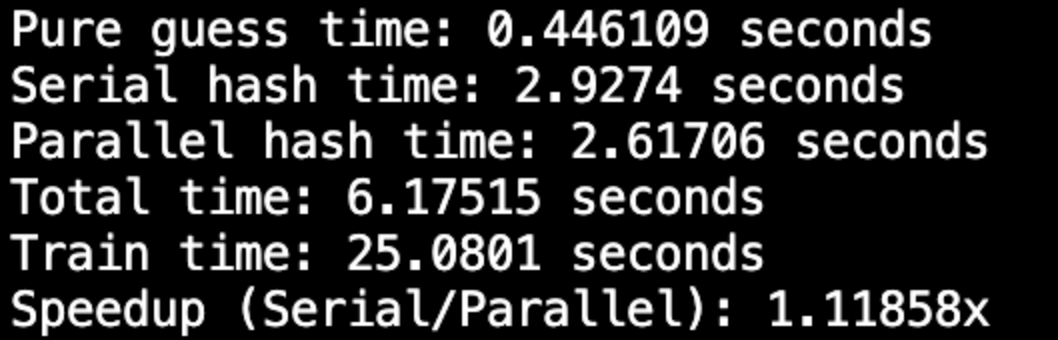 Pure guess time: 0.446109 seconds
Serial hash time: 2.9274 seconds
Parallel hash time: 2.61706 seconds
Total time: 6.17515 seconds
Train time: 25.0801 seconds
Speedup (Serial/Parallel): 1.11858x